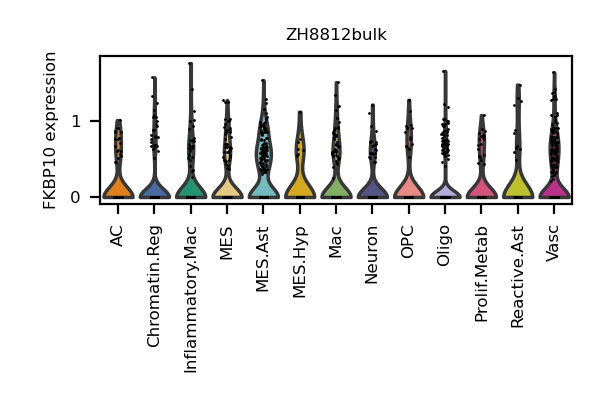 ZH8812bulk
FKBP10 expression
1
0
AC
Chromatin.Reg
Inflammatory.Mac
MES
MES.Ast
MES.Hyp
Mac
Neuron
OPC
Oligo
Prolif.Metab
Reactive.Ast
Vasc